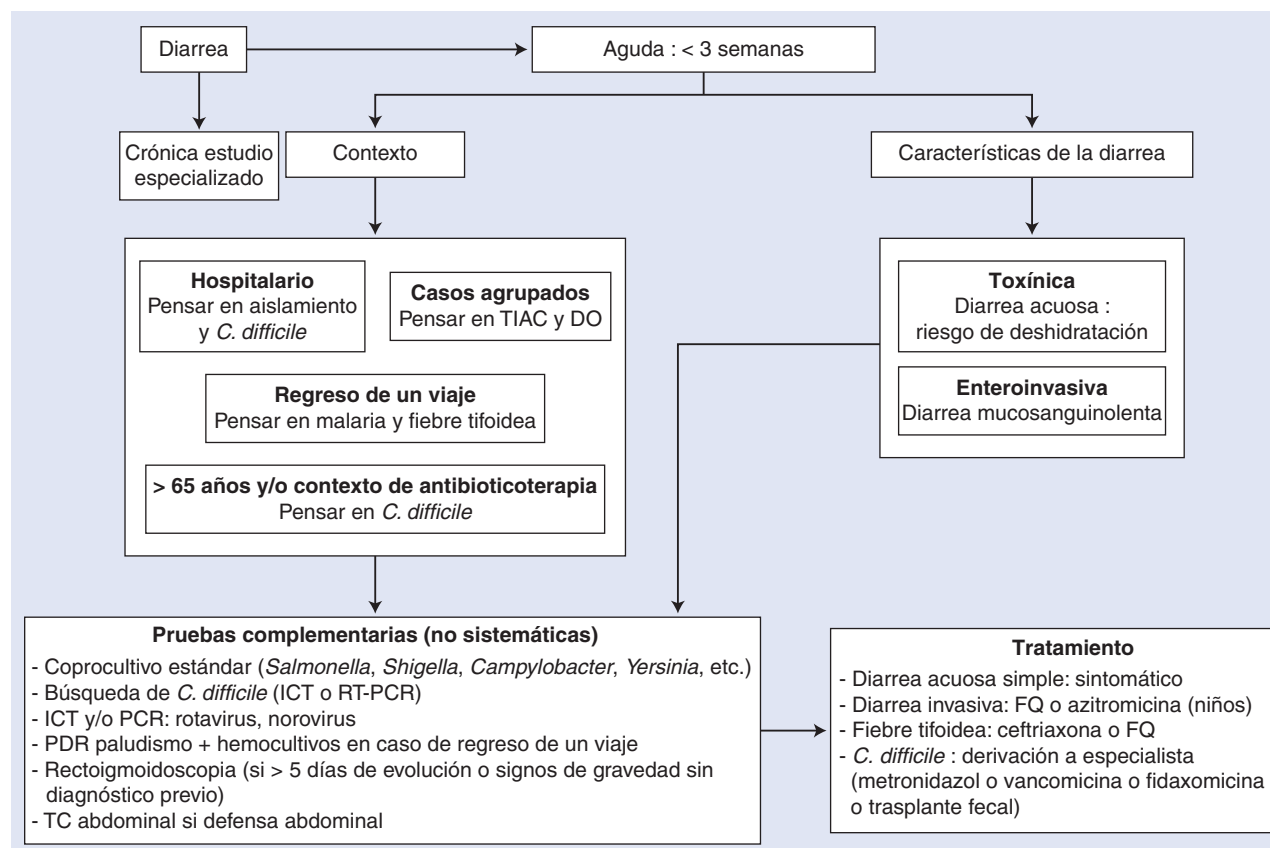 Diarrea
Aguda : < 3 semanas
Crónica estudio
especializado
Contexto
Características de la diarrea
Hospitalario
Pensar en aislamiento
y C. difficile
Casos agrupados
Pensar en TIAC y DO
Regreso de un viaje
Pensar en malaria y fiebre tifoidea
> 65 años y/o contexto de antibioticoterapia
Pensar en C. difficile
Toxínica
Diarrea acuosa :
riesgo de deshidratación
Enteroinvasiva
Diarrea mucosanguinolenta
Pruebas complementarias (no sistemáticas)
- Coprocultivo estándar (Salmonella, Shigella, Campylobacter, Yersinia, etc.)
- Búsqueda de C. difficile (ICT o RT-PCR)
- ICT y/o PCR: rotavirus, norovirus
- PDR paludismo + hemocultivos en caso de regreso de un viaje
- Rectoigmoidoscopia (si > 5 días de evolución o signos de gravedad sin
diagnóstico previo)
- TC abdominal si defensa abdominal
Tratamiento
- Diarrea acuosa simple: sintomático
- Diarrea invasiva: FQ o azitromicina (niños)
- Fiebre tifoidea: ceftriaxona o FQ
- C. difficile : derivación a especialista
(metronidazol o vancomicina o fidaxomicina
o trasplante fecal)